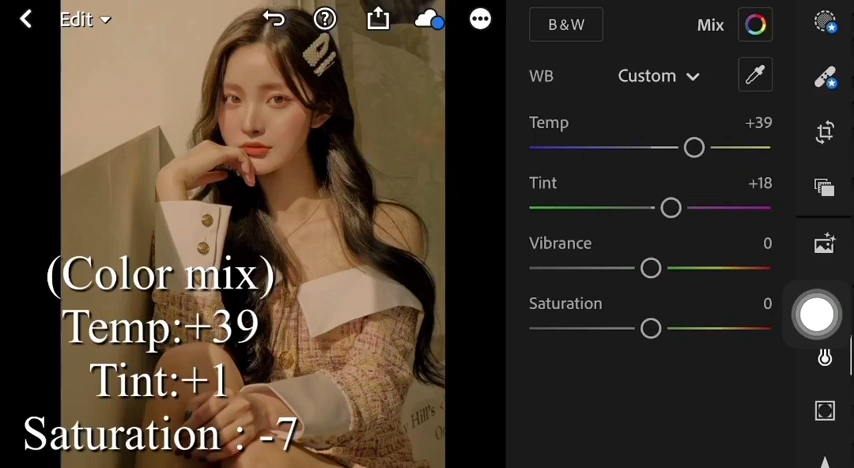 Edit
B&W
Mix
WB
Custom
Temp
+39
Tint
+18
Vibrance
0
Saturation
0
(Color mix)
Temp:+39
Tint:+1
Saturation : -7
Hill's